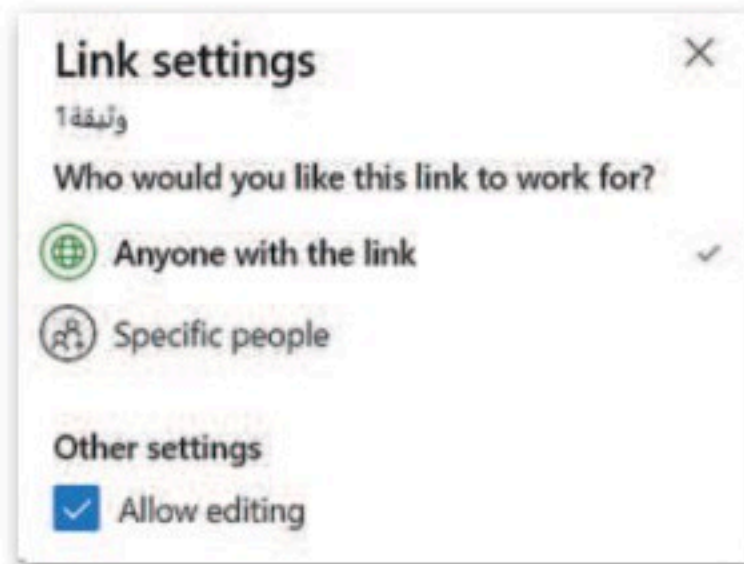 Link settings
وثيقة1
Who would you like this link to work for?
Anyone with the link
Specific people
Other settings
Allow editing